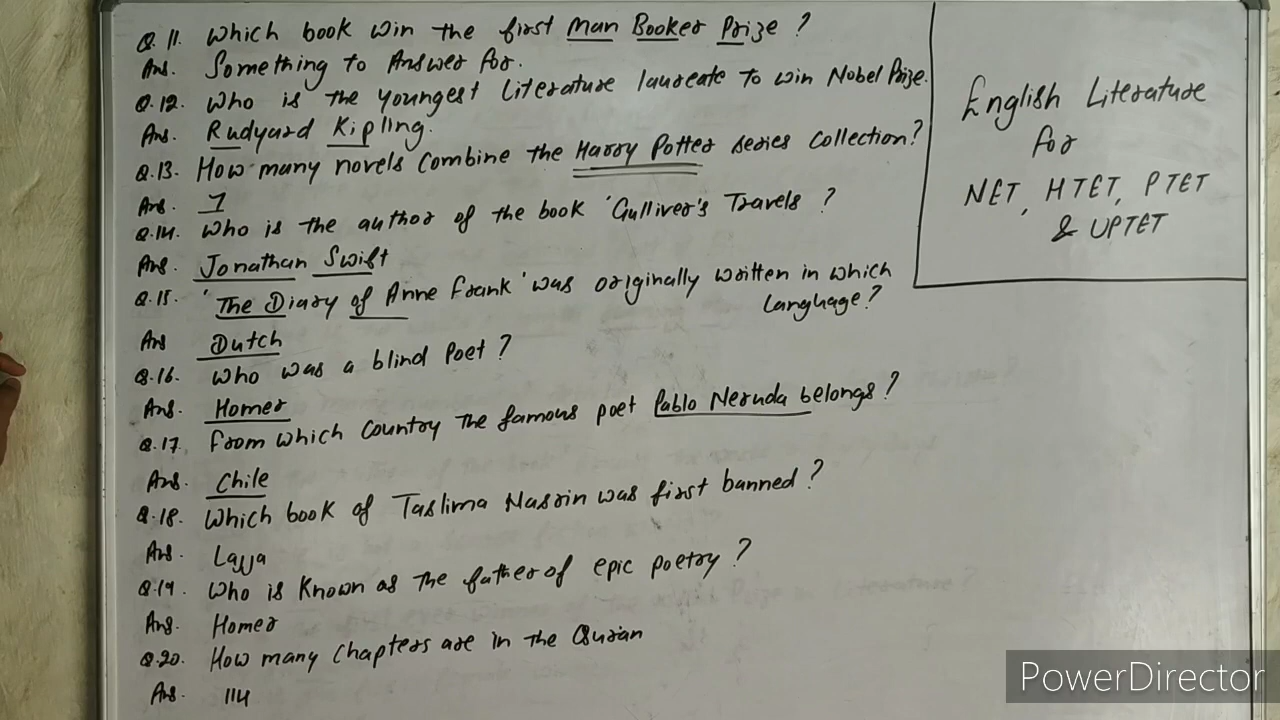 Q.11. Which book win the first Man Booker Prize ?
Ans. Something to Answer for.
Q.12. Who is the youngest Literature laureate to win Nobel Prize.
Ans. Rudyard Kipling.
Q.13. How many novels combine the Harry Potter series collection?
Ans. 7
Q.14. Who is the author of the book 'Gulliver's Travels ?
Ans. Jonathan Swift
Q.15. 'The Diary of Anne Frank' was originally written in which
Language?
Ans Dutch
Q.16. Who was a blind Poet ?
Ans. Homer
Q.17. From which country the famous poet Pablo Neruda belongs ?
Ans. Chile
Q.18. Which book of Taslima Nasrin was first banned ?
Ans. Lajja
Q.19. Who is known as the father of epic poetry ?
Ans. Homer
Q.20. How many chapters are in the Quran
Ans. 114
English Literature
for
NET, HTET, PTET
& UPTET
PowerDirector